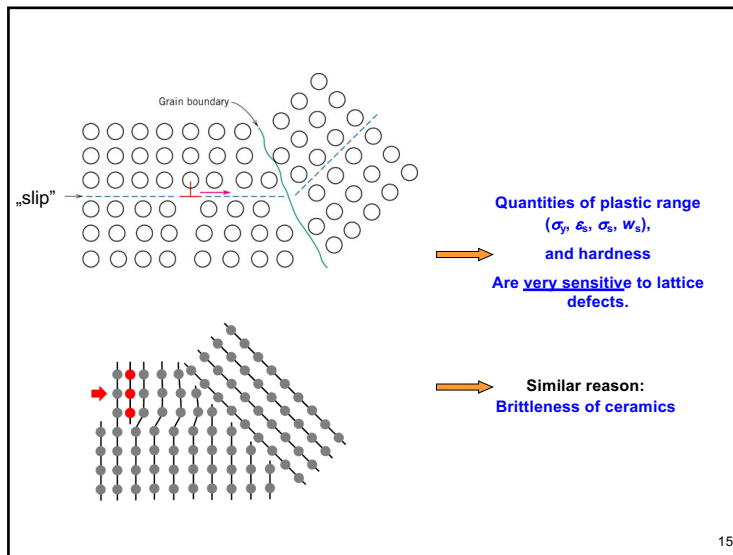 Grain boundary
„slip”
Quantities of plastic range
(σy, εs, σs, ws),
and hardness
Are very sensitive to lattice
defects.
Similar reason:
Brittleness of ceramics
15